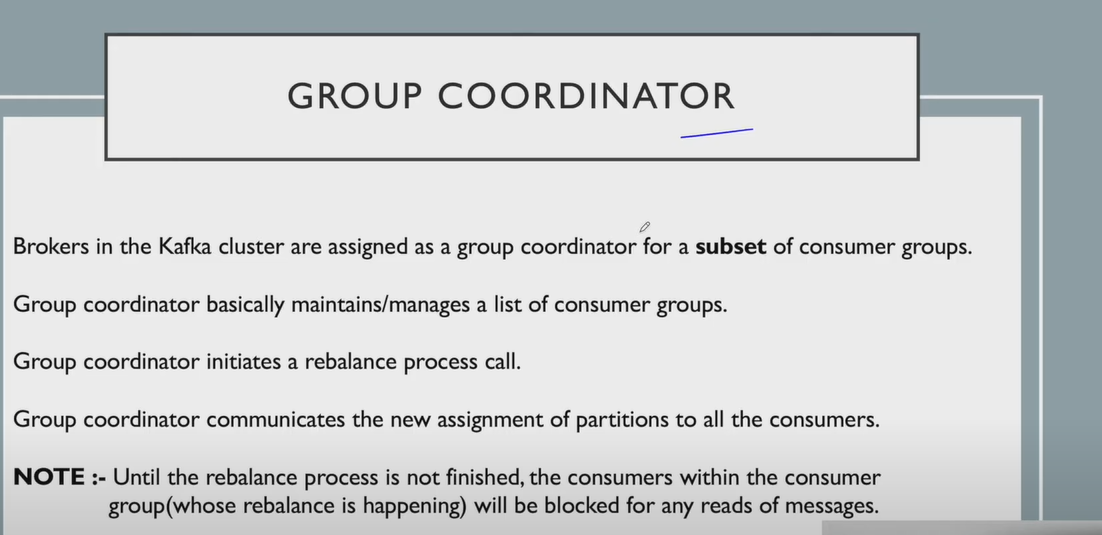 GROUP COORDINATOR
Brokers in the Kafka cluster are assigned as a group coordinator for a subset of consumer groups.
Group coordinator basically maintains/manages a list of consumer groups.
Group coordinator initiates a rebalance process call.
Group coordinator communicates the new assignment of partitions to all the consumers.
NOTE :- Until the rebalance process is not finished, the consumers within the consumer
group(whose rebalance is happening) will be blocked for any reads of messages.